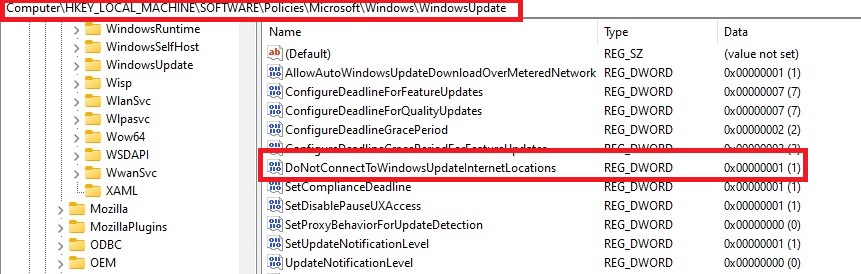 Computer\HKEY_LOCAL_MACHINE\SOFTWARE\Policies\Microsoft\Windows\WindowsUpdate
WindowsRuntime
WindowsSelfHost
WindowsUpdate
Wisp
WlanSvc
Wlpasvc
Wow64
WSDAPI
WwanSvc
XAML
Mozilla
MozillaPlugins
ODBC
OEM
Name Type Data
(Default) REG_SZ (value not set)
AllowAutoWindowsUpdateDownloadOverMeteredNetwork REG_DWORD 0x00000001 (1)
ConfigureDeadlineForFeatureUpdates REG_DWORD 0x00000007 (7)
ConfigureDeadlineForQualityUpdates REG_DWORD 0x00000007 (7)
ConfigureDeadlineGracePeriod REG_DWORD 0x00000002 (2)
ConfigureDeadlineGracePeriodForFeatureUpdates REG_DWORD 0x00000002 (2)
DoNotConnectToWindowsUpdateInternetLocations REG_DWORD 0x00000001 (1)
SetComplianceDeadline REG_DWORD 0x00000001 (1)
SetDisablePauseUXAccess REG_DWORD 0x00000001 (1)
SetProxyBehaviorForUpdateDetection REG_DWORD 0x00000000 (0)
SetUpdateNotificationLevel REG_DWORD 0x00000001 (1)
UpdateNotificationLevel REG_DWORD 0x00000000 (0)